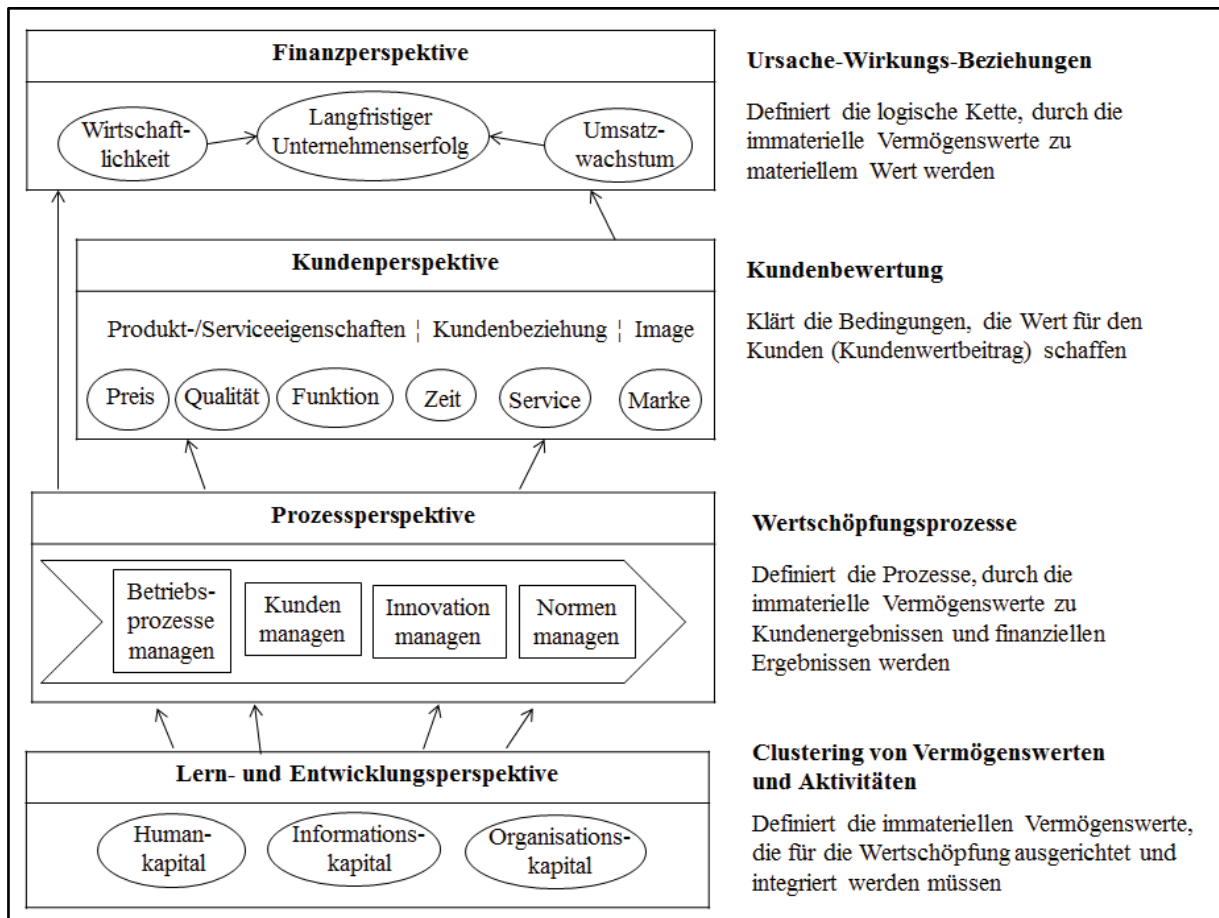 Finanzperspektive
Wirtschaft-
lichkeit
Langfristiger
Unternehmenserfolg
Umsatz-
wachstum
Ursache-Wirkungs-Beziehungen
Definiert die logische Kette, durch die
immaterielle Vermögenswerte zu
materiellem Wert werden
Kundenperspektive
Produkt-/Serviceeigenschaften ¦ Kundenbeziehung ¦ Image
Preis
Qualität
Funktion
Zeit
Service
Marke
Kundenbewertung
Klärt die Bedingungen, die Wert für den
Kunden (Kundenwertbeitrag) schaffen
Prozessperspektive
Betriebs-
prozesse
managen
Kunden
managen
Innovation
managen
Normen
managen
Wertschöpfungsprozesse
Definiert die Prozesse, durch die
immaterielle Vermögenswerte zu
Kundenergebnissen und finanziellen
Ergebnissen werden
Lern- und Entwicklungsperspektive
Human-
kapital
Informations-
kapital
Organisations-
kapital
Clustering von Vermögenswerten
und Aktivitäten
Definiert die immateriellen Vermögenswerte,
die für die Wertschöpfung ausgerichtet und
integriert werden müssen